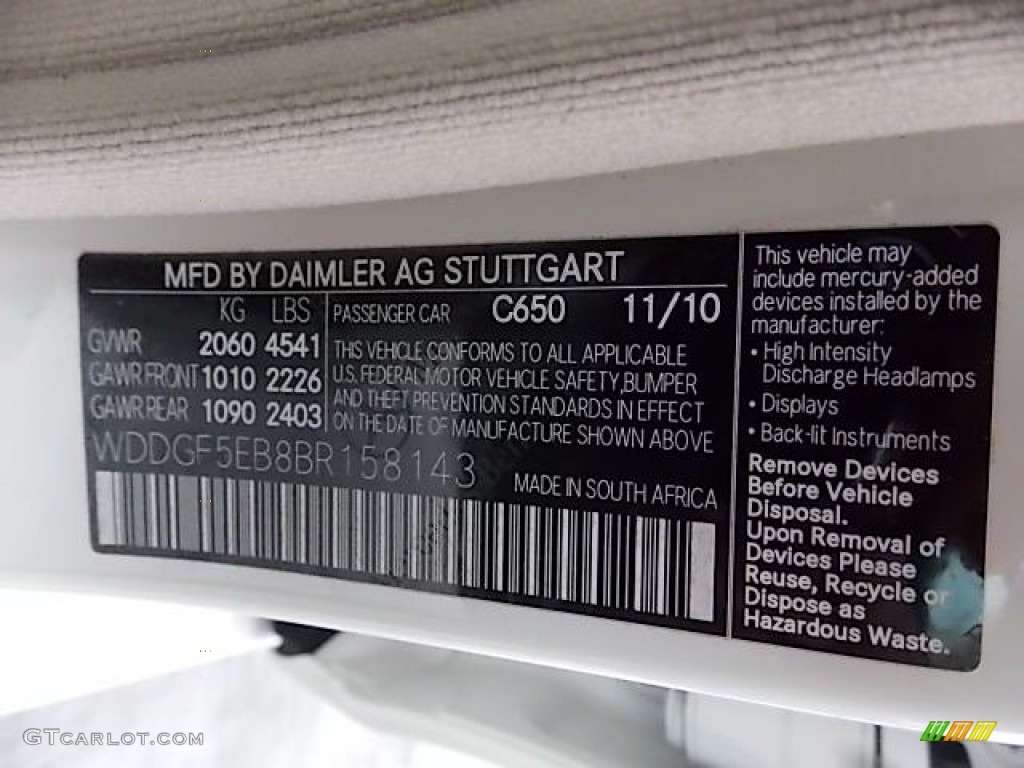 MFD BY DAIMLER AG STUTTGART
KG LBS
GVWR 2060 4541
GAWR FRONT 1010 2226
GAWR REAR 1090 2403
PASSENGER CAR C650 11/10
THIS VEHICLE CONFORMS TO ALL APPLICABLE
U.S. FEDERAL MOTOR VEHICLE SAFETY,BUMPER
AND THEFT PREVENTION STANDARDS IN EFFECT
ON THE DATE OF MANUFACTURE SHOWN ABOVE
WDDGF5EB8BR158143
MADE IN SOUTH AFRICA
This vehicle may
include mercury-added
devices installed by the
manufacturer:
• High Intensity
Discharge Headlamps
• Displays
• Back-lit Instruments
Remove Devices
Before Vehicle
Disposal.
Upon Removal of
Devices Please
Reuse, Recycle or
Dispose as
Hazardous Waste.
GTCARLOT.COM